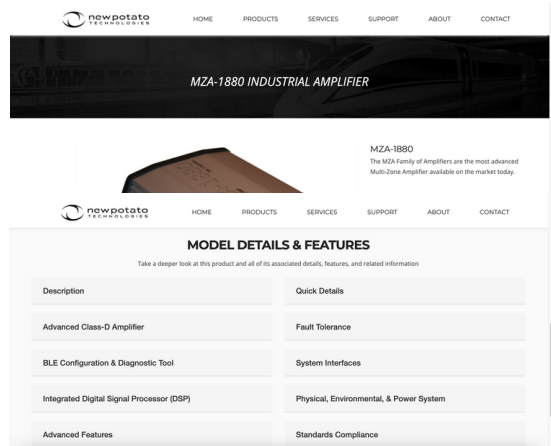 newpotato
TECHNOLOGIES
HOME PRODUCTS SERVICES SUPPORT ABOUT CONTACT
MZA-1880 INDUSTRIAL AMPLIFIER
MZA-1880
The MZA Family of Amplifiers are the most advanced
Multi-Zone Amplifier available on the market today.
newpotato
TECHNOLOGIES
HOME PRODUCTS SERVICES SUPPORT ABOUT CONTACT
MODEL DETAILS & FEATURES
Take a deeper look at this product and all of its associated details, features, and related information
Description Quick Details
Advanced Class-D Amplifier Fault Tolerance
BLE Configuration & Diagnostic Tool System Interfaces
Integrated Digital Signal Processor (DSP) Physical, Environmental, & Power System
Advanced Features Standards Compliance